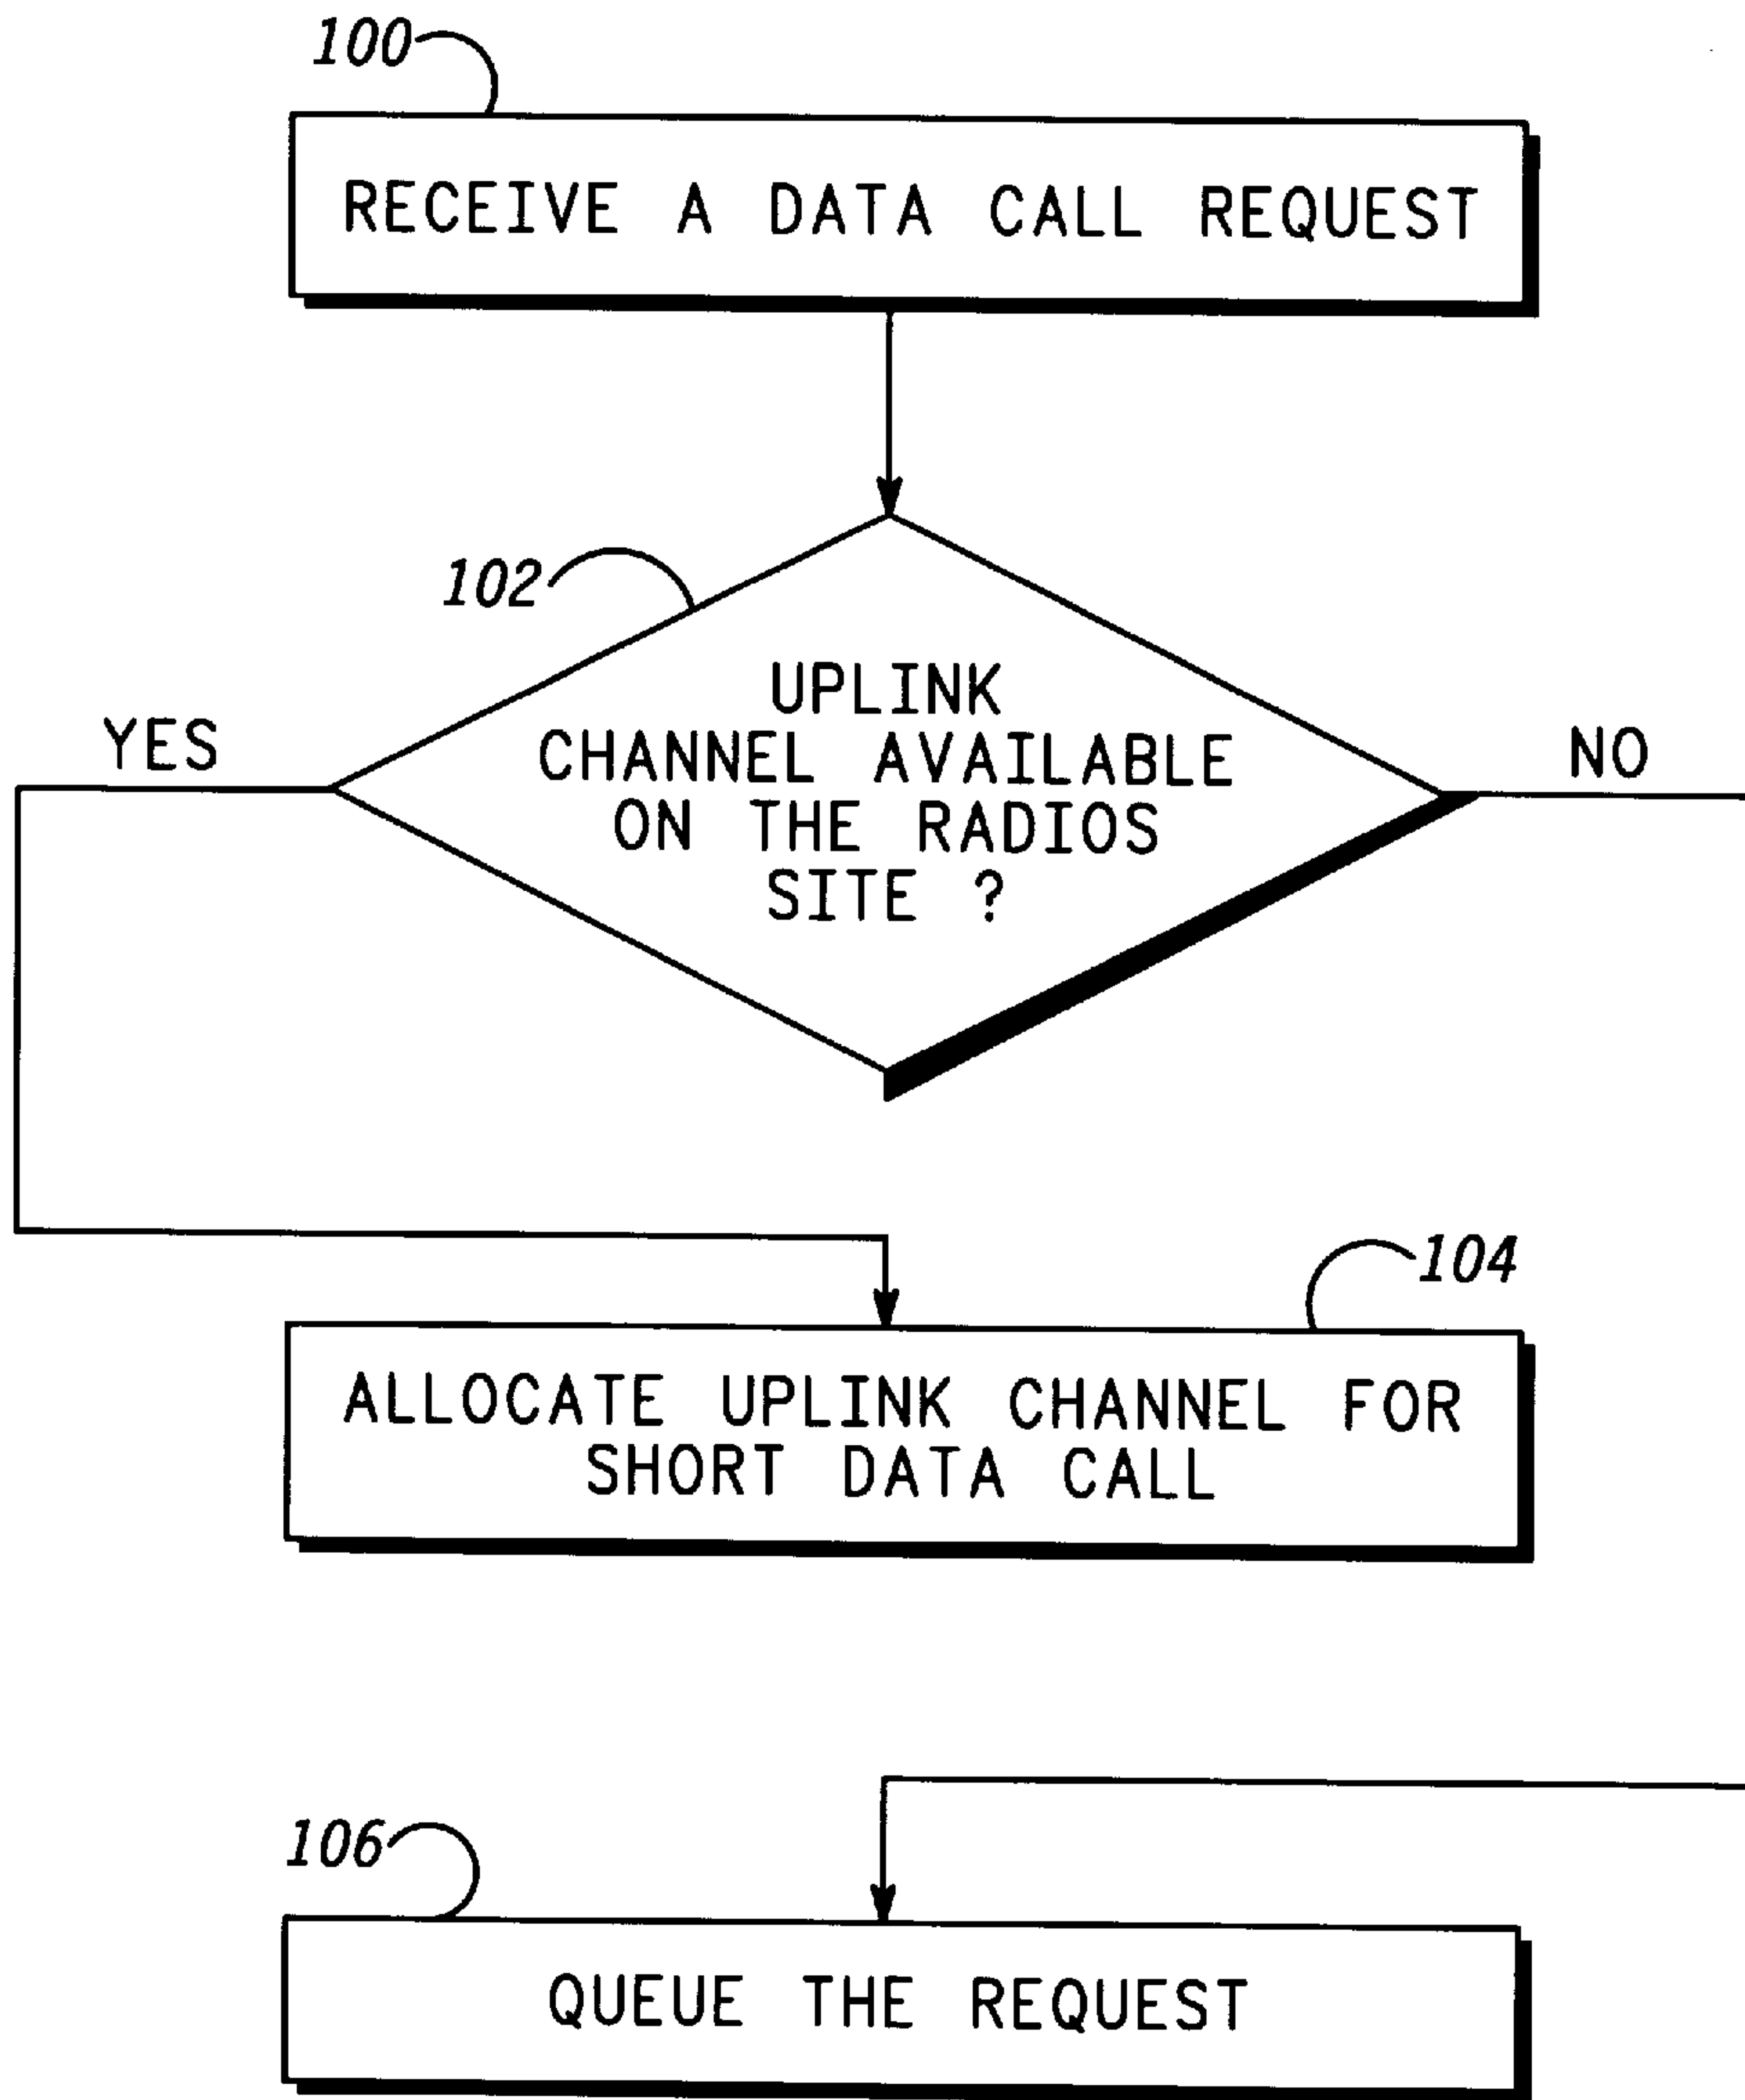 100
RECEIVE A DATA CALL REQUEST
102
UPLINK
CHANNEL AVAILABLE
ON THE RADIOS
SITE ?
YES
NO
104
ALLOCATE UPLINK CHANNEL FOR
SHORT DATA CALL
106
QUEUE THE REQUEST